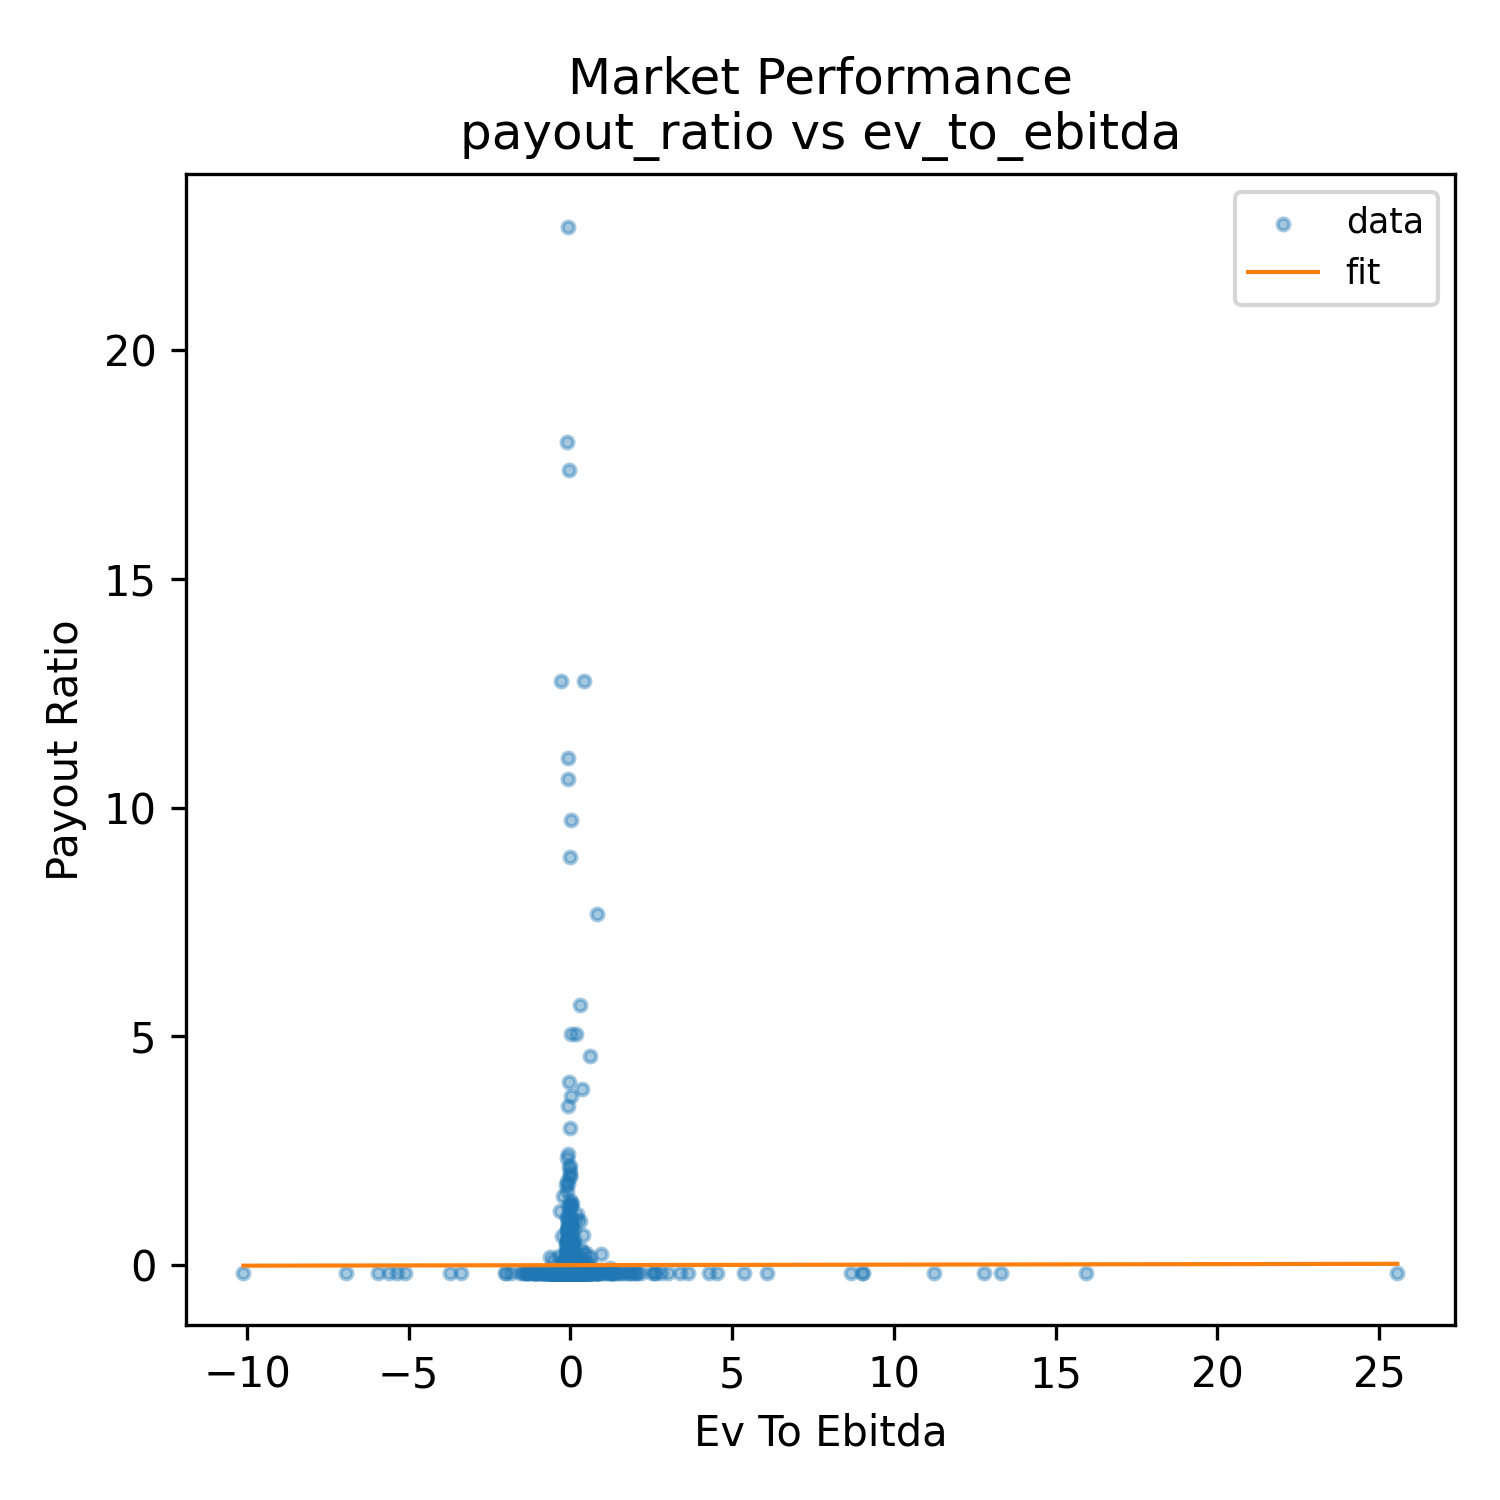 Market Performance
payout_ratio vs ev_to_ebitda
data
fit
20
15
10
5
0
Payout Ratio
−10
−5
0
5
10
15
20
25
Ev To Ebitda